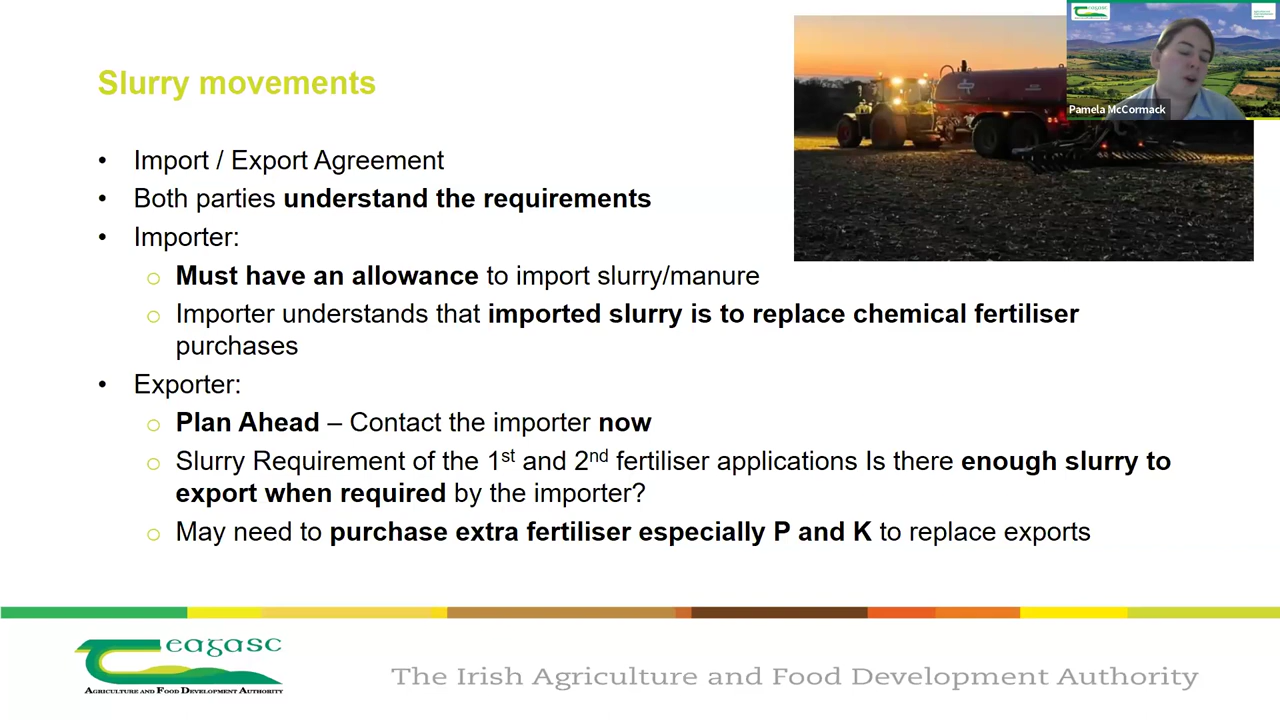 Slurry movements
• Import / Export Agreement
• Both parties understand the requirements
• Importer:
o Must have an allowance to import slurry/manure
o Importer understands that imported slurry is to replace chemical fertiliser
purchases
• Exporter:
o Plan Ahead – Contact the importer now
o Slurry Requirement of the 1st and 2nd fertiliser applications Is there enough slurry to
export when required by the importer?
o May need to purchase extra fertiliser especially P and K to replace exports
Pamela McCormack
eagasc
eagasc
AGRICULTURE AND FOOD DEVELOPMENT AUTHORITY
The Irish Agriculture and Food Development Authority